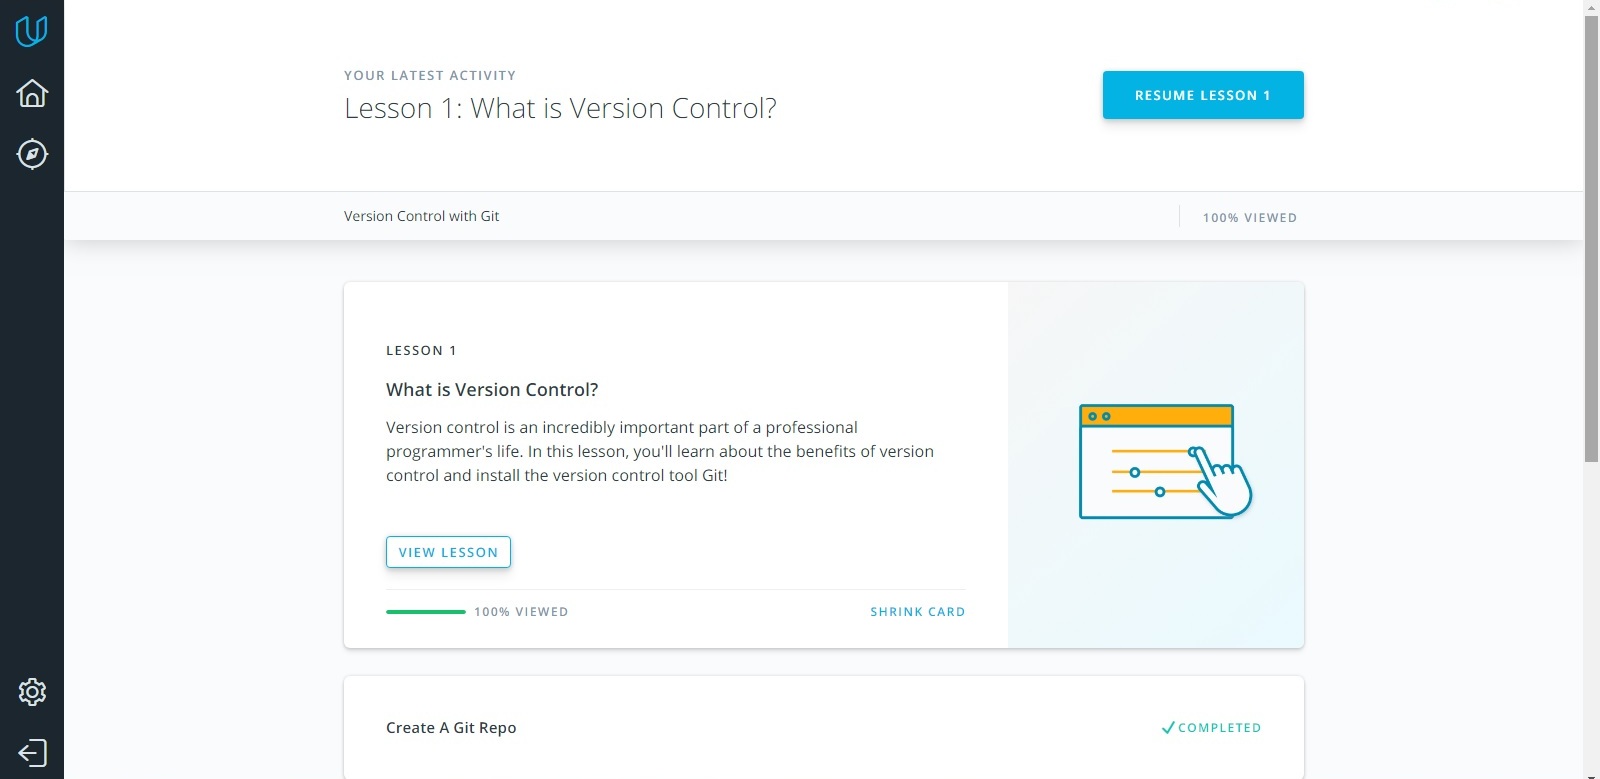 YOUR LATEST ACTIVITY
Lesson 1: What is Version Control?
RESUME LESSON 1
Version Control with Git
100% VIEWED
LESSON 1
What is Version Control?
Version control is an incredibly important part of a professional
programmer's life. In this lesson, you'll learn about the benefits of version
control and install the version control tool Git!
VIEW LESSON
100% VIEWED
SHRINK CARD
Create A Git Repo
COMPLETED